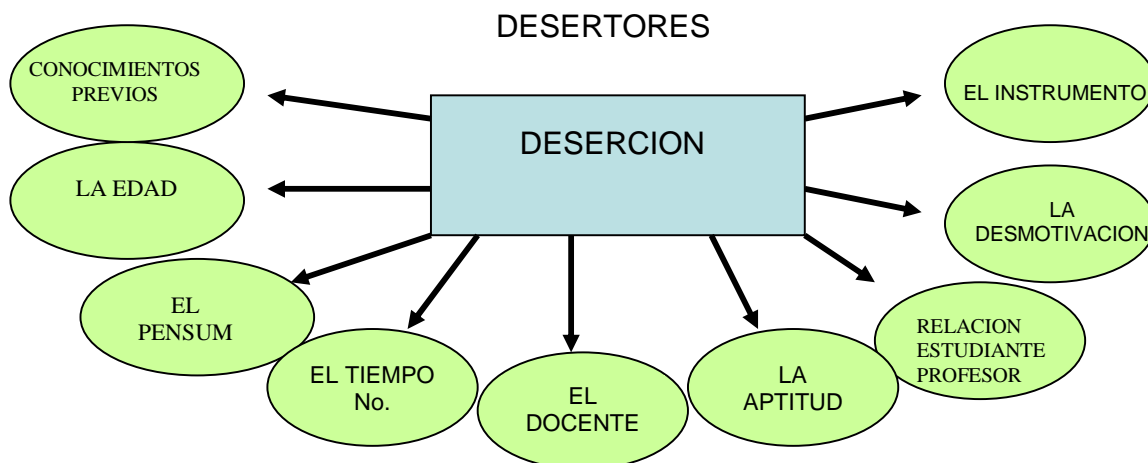 DESERTORES
DESERCION
CONOCIMIENTOS
PREVIOS
LA EDAD
EL
PENSUM
EL TIEMPO
No.
EL
DOCENTE
LA
APTITUD
RELACION
ESTUDIANTE
PROFESOR
LA
DESMOTIVACION
EL INSTRUMENTO